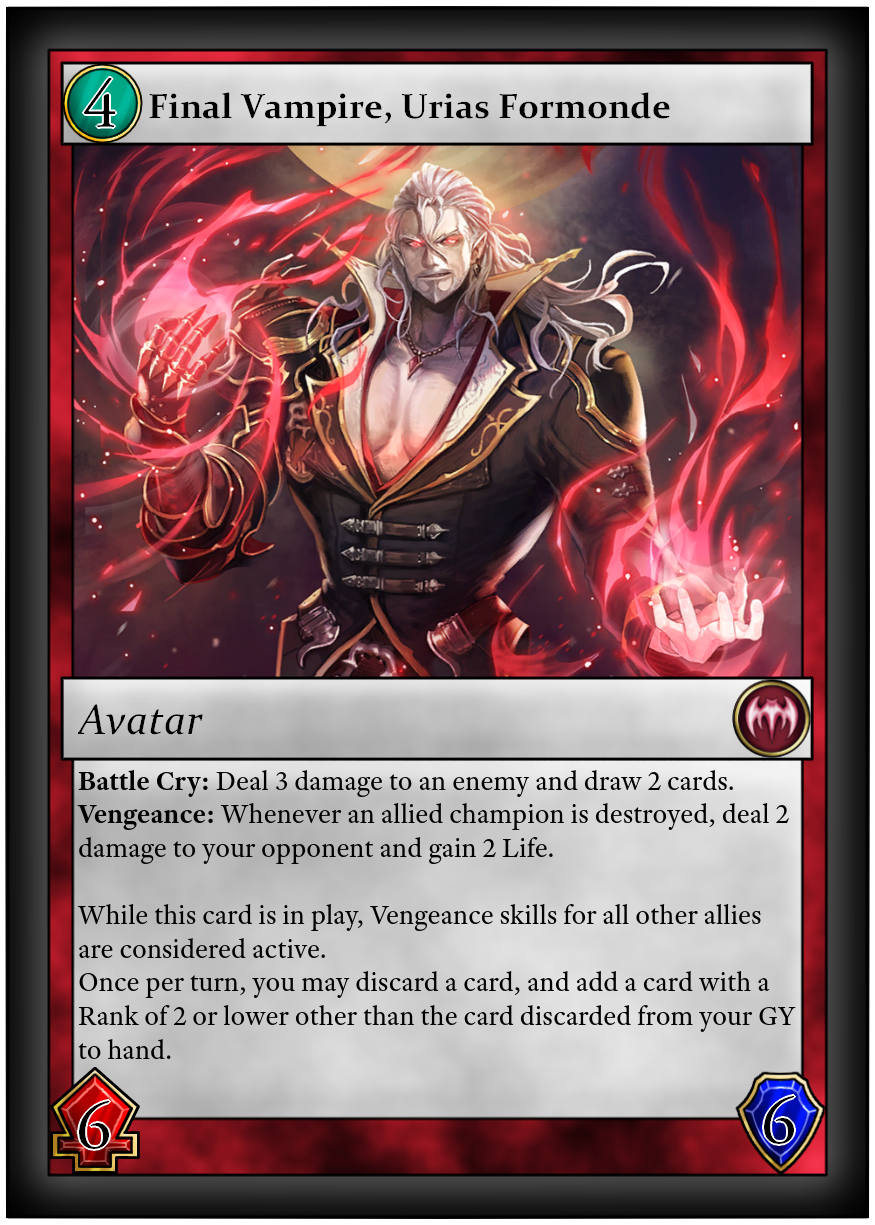 4 Final Vampire, Urias Formonde
Avatar
Battle Cry: Deal 3 damage to an enemy and draw 2 cards.
Vengeance: Whenever an allied champion is destroyed, deal 2
damage to your opponent and gain 2 Life.
While this card is in play, Vengeance skills for all other allies
are considered active.
Once per turn, you may discard a card, and add a card with a
Rank of 2 or lower other than the card discarded from your GY
to hand.
6 6